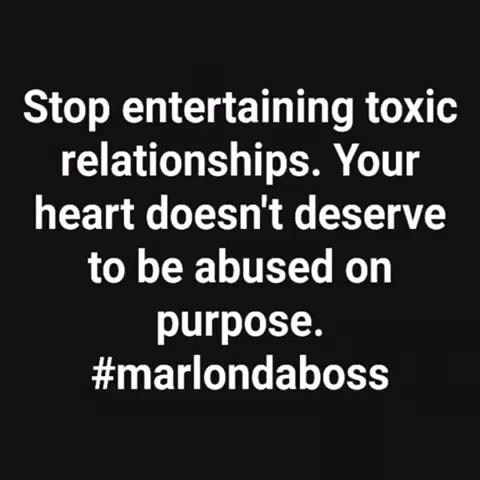 Stop entertaining toxic
relationships. Your
heart doesn't deserve
to be abused on
purpose.
#marlondaboss